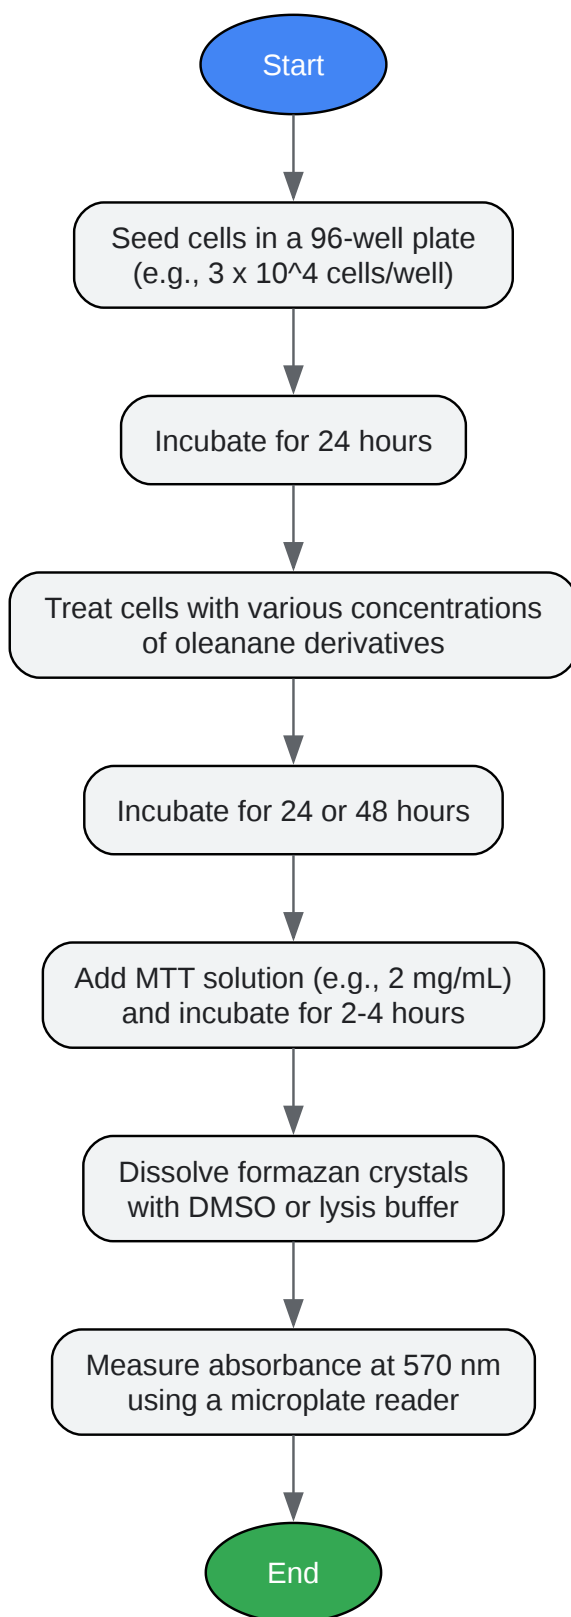 Start
Seed cells in a 96-well plate
(e.g., 3 x 10^4 cells/well)
Incubate for 24 hours
Treat cells with various concentrations
of oleanane derivatives
Incubate for 24 or 48 hours
Add MTT solution (e.g., 2 mg/mL)
and incubate for 2-4 hours
Dissolve formazan crystals
with DMSO or lysis buffer
Measure absorbance at 570 nm
using a microplate reader
End